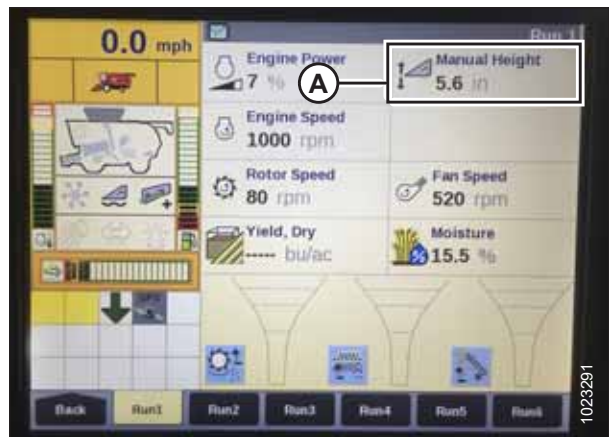 0.0 mph
Run 1
Engine Power
7 %
A
Manual Height
5.6 in
Engine Speed
1000 rpm
Rotor Speed
80 rpm
Fan Speed
520 rpm
Yield, Dry
----- bu/ac
Moisture
15.5 %
Back
Run1
Run2
Run3
Run4
Run5
Run6
1023291